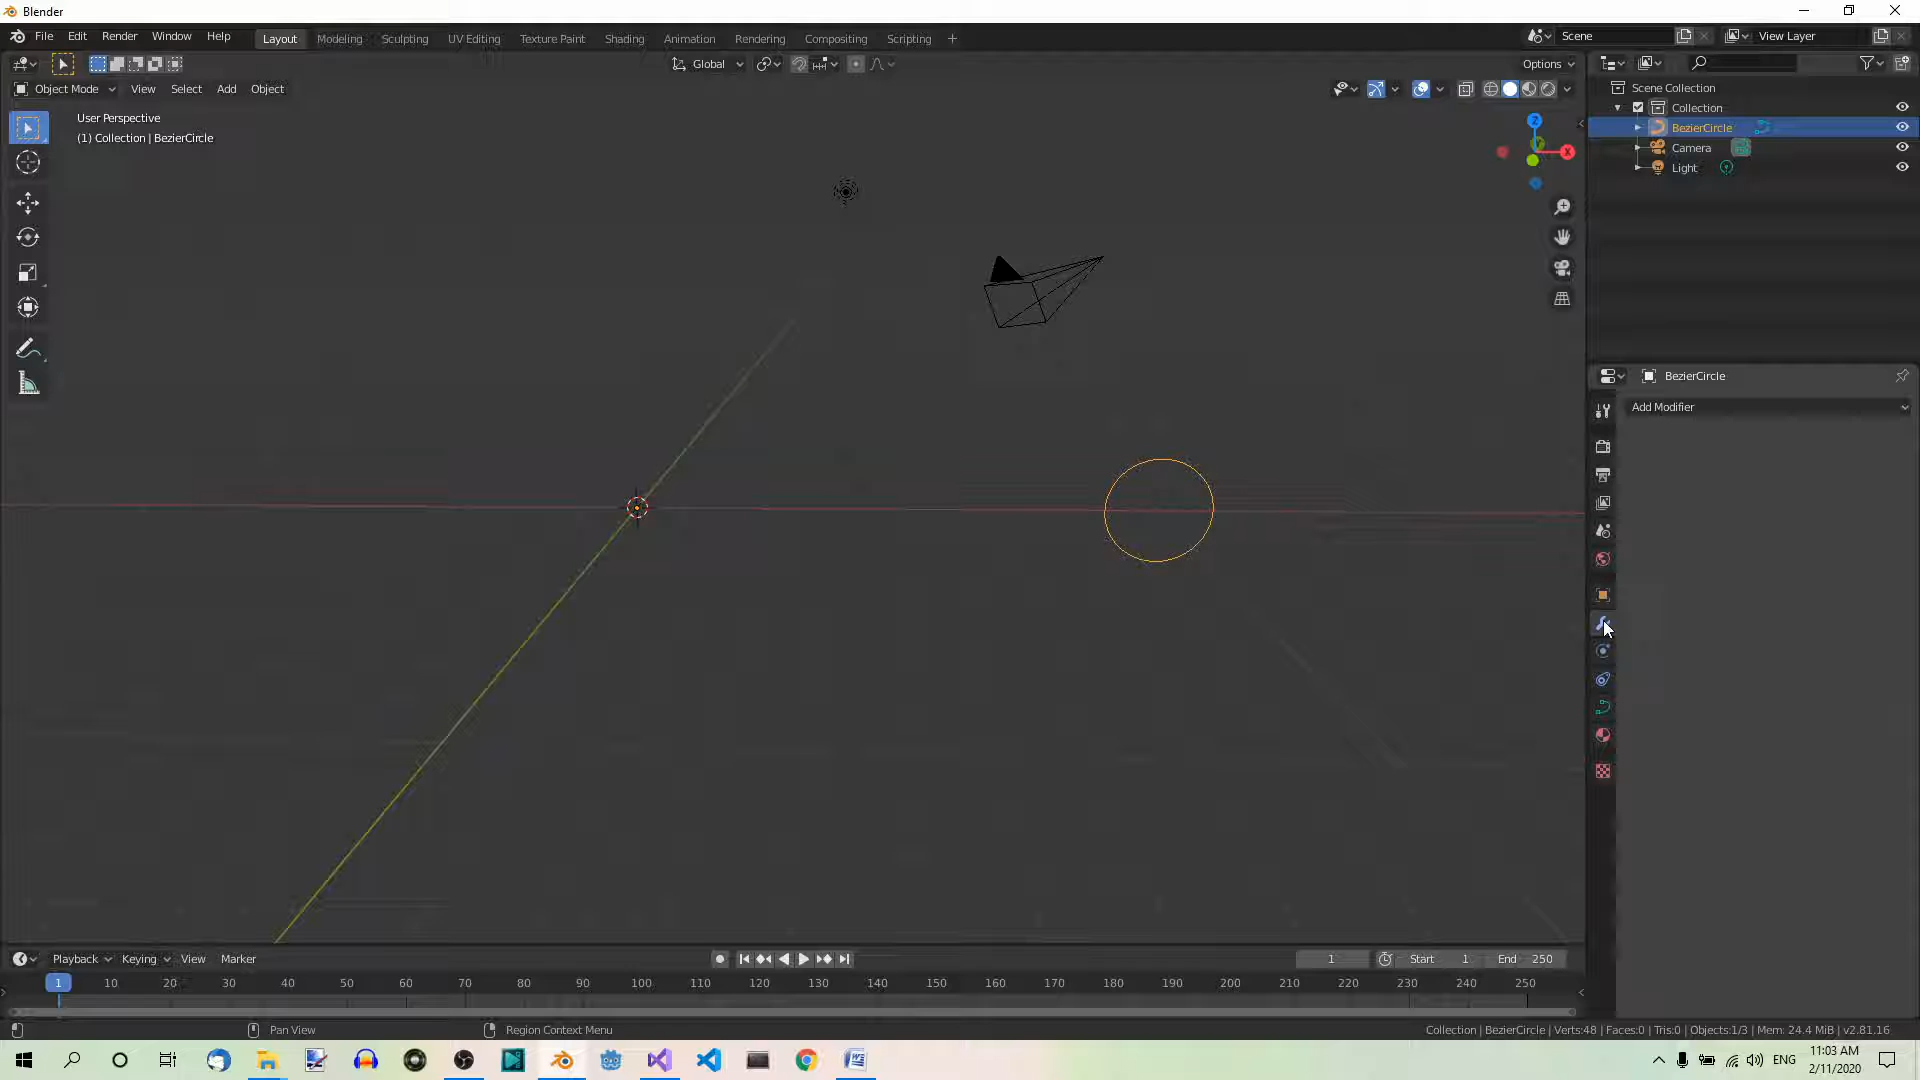 Blender
File Edit Render Window Help Layout Modeling Sculpting UV Editing Texture Paint Shading Animation Rendering Compositing Scripting + Scene View Layer
Global Options
Object Mode View Select Add Object
User Perspective
(1) Collection | BezierCircle
Z
X
Scene Collection
Collection
BezierCircle
Camera
Light
BezierCircle
Add Modifier
Playback Keying View Marker 1 Start 1 End 250
1 10 20 30 40 50 60 70 80 90 100 110 120 130 140 150 160 170 180 190 200 210 220 230 240 250
Pan View Region Context Menu Collection | BezierCircle | Verts:48 | Faces:0 | Tris:0 | Objects:1/3 | Mem: 24.4 MiB | v2.81.16
ENG 11:03 AM
2/11/2020